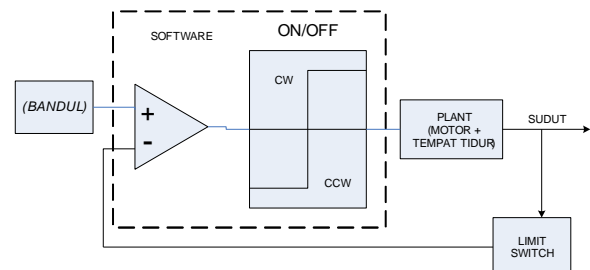 SOFTWARE
ON/OFF
(BANDUL)
+
-
CW
CCW
PLANT
(MOTOR +
TEMPAT TIDUR)
SUDUT
LIMIT
SWITCH